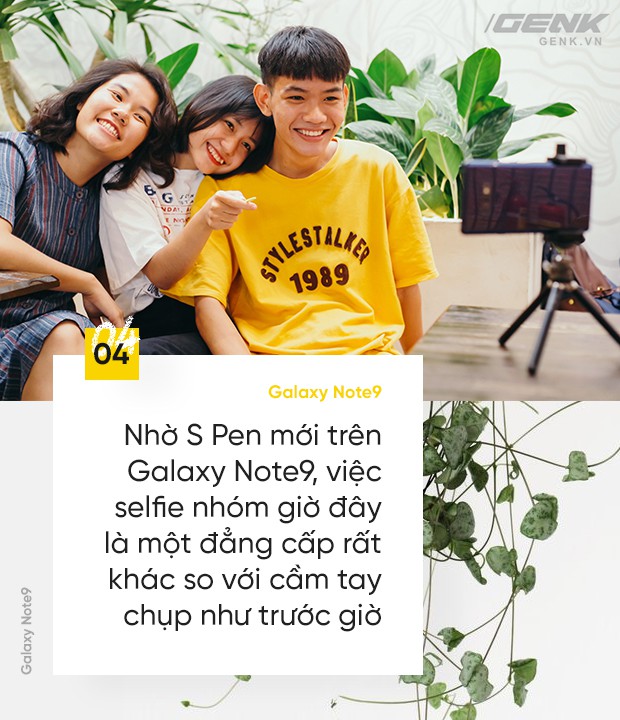 GENK
GENK.VN
STYLESTALKER
1989
04
04
Galaxy Note9
Nhờ S Pen mới trên
Galaxy Note9, việc
selfie nhóm giờ đây
là một đẳng cấp rất
khác so với cầm tay
chụp như trước giờ
Galaxy Note9